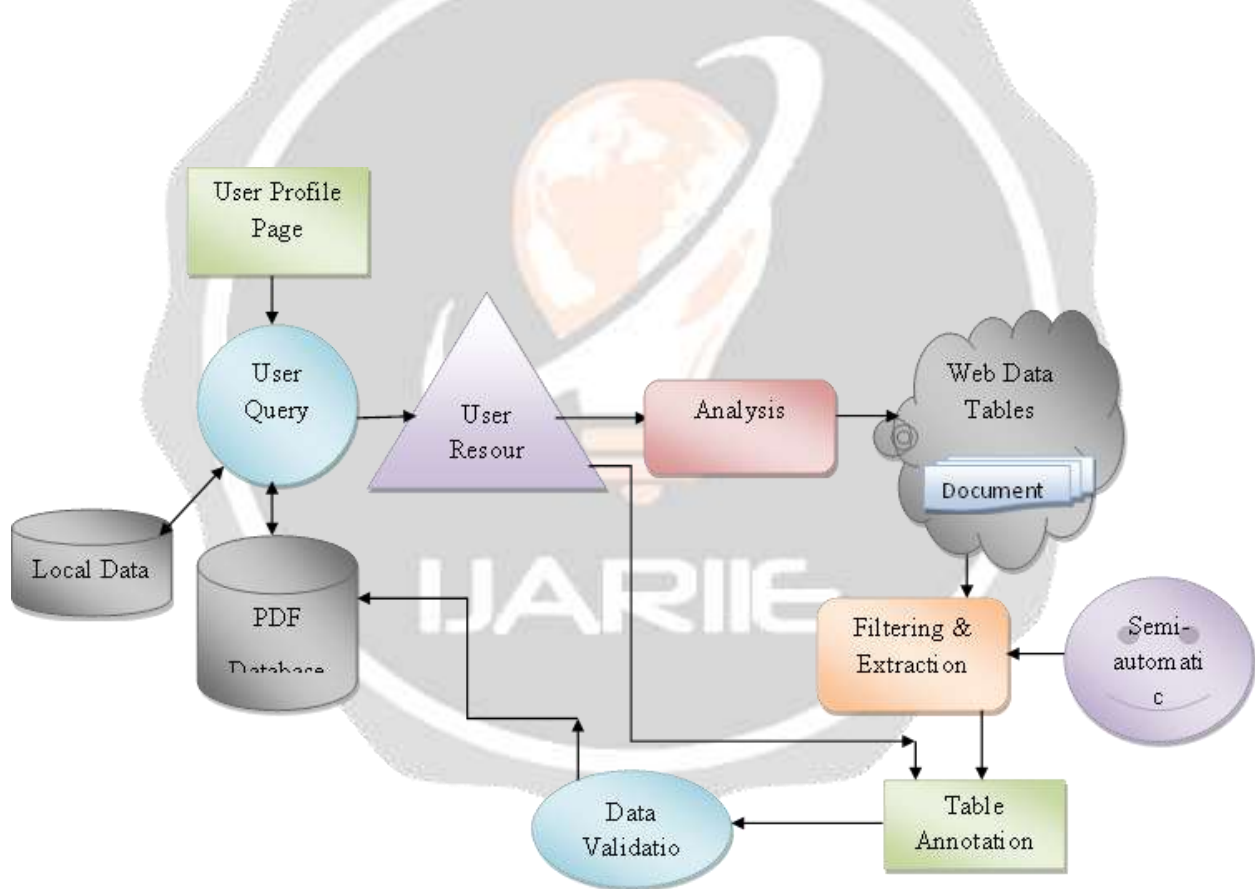 User Profile
Page
User
Query
User
Resour
Analysis
Web Data
Tables
Document
Local Data
PDF
Database
Filtering &
Extraction
Semi-
automati
c
Data
Validatio
Table
Annotation
IJARIIE